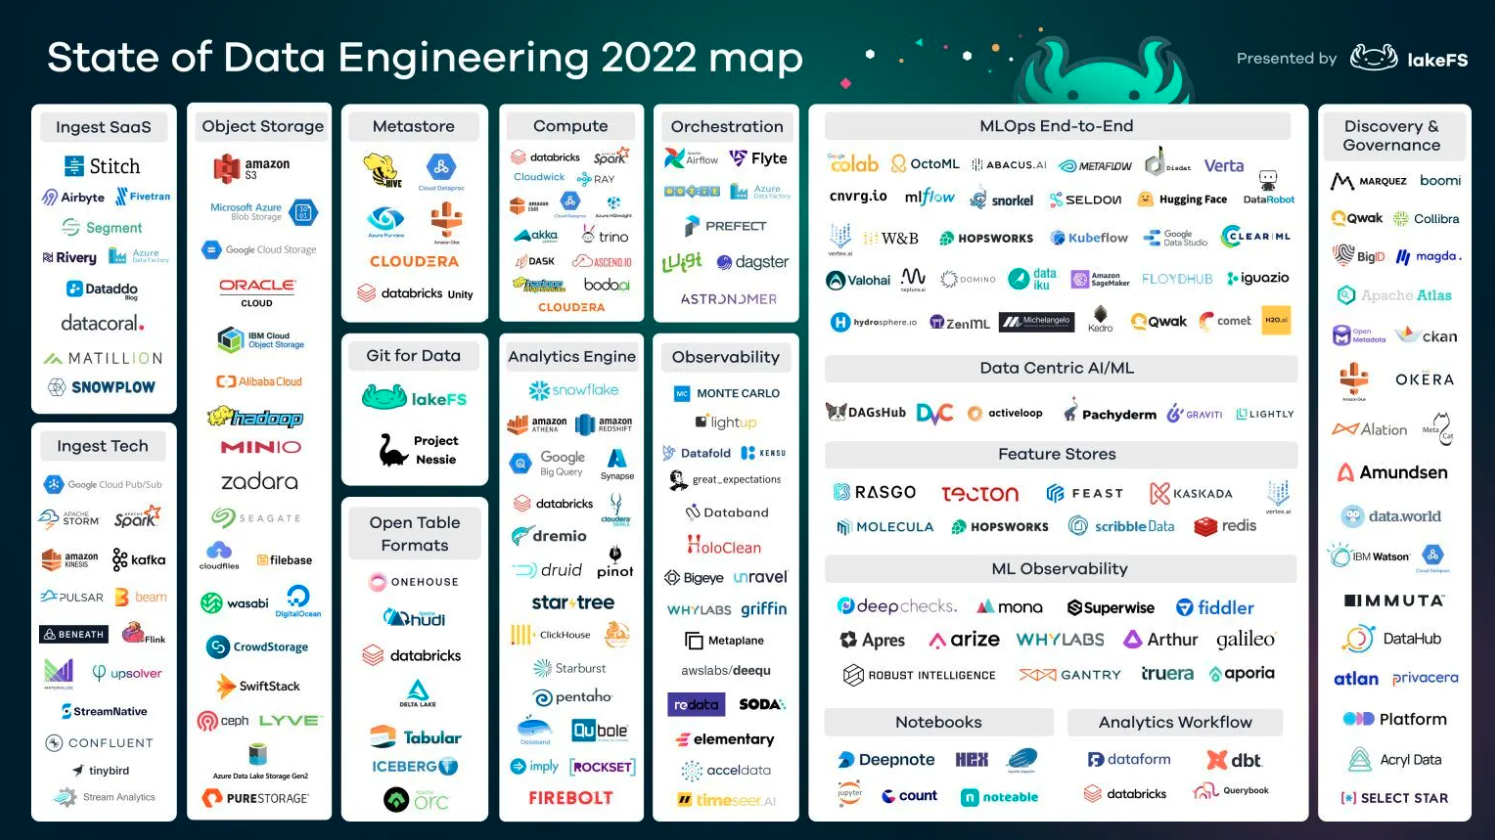 State of Data Engineering 2022 map
Presented by lakeFS
Ingest SaaS
Stitch
Airbyte Fivetran
Segment
Rivery Azure Data Factory
Dataddo Blog
datacoral.
MATILLION
SNOWPLOW
Ingest Tech
Google Cloud Pub/Sub
APACHE STORM Spark
amazon KINESIS kafka
PULSAR beam
BENEATH Flink
MATERIALIZE upsolver
StreamNative
CONFLUENT
tinybird
Stream Analytics
Object Storage
amazon S3
Microsoft Azure Blob Storage
Google Cloud Storage
ORACLE CLOUD
IBM Cloud Object Storage
Alibaba Cloud
hadoop
MINIO
zadara
SEAGATE
cloudfiles filebase
wasabi DigitalOcean
CrowdStorage
SwiftStack
ceph LYVE
Azure Data Lake Storage Gen2
PURESTORAGE
Metastore
HIVE Cloud Dataproc
Azure Purview Amazon Glue
CLOUDERA
databricks Unity
Git for Data
lakeFS
Project Nessie
Open Table Formats
ONEHOUSE
hudi
databricks
DELTA LAKE
Tabular
ICEBERG
orc
Compute
databricks Spark
Cloudwick RAY
amazon EMR Cloud Dataproc Azure HDInsight
akka trino
DASK ASCEND.IO
hadoop boda.ai
CLOUDERA
Analytics Engine
snowflake
amazon ATHENA amazon REDSHIFT
Google Big Query Synapse
databricks cloudera IMPALA
dremio
druid pinot
star tree
ClickHouse
Starburst
pentaho
Databend Qubole
imply ROCKSET
FIREBOLT
Orchestration
Airflow Flyte
OOZIE Azure Data Factory
PREFECT
LUIGI dagster
ASTRONOMER
Observability
MC MONTE CARLO
lightup
Datafold KENSU
great_expectations
Databand
HoloClean
Bigeye unravel
WHYLABS griffin
Metaplane
awslabs/deequ
redata SODA
elementary
acceldata
timeseer.AI
MLOps End-to-End
Google colab OctoML ABACUS.AI METAFLOW Diadat Verta
cnvrg.io mlflow snorkel SELDON Hugging Face DataRobot
vertex.ai W&B HOPSWORKS Kubeflow Google Data Studio CLEAR|ML
Valohai neptune.ai DOMINO data iku Amazon SageMaker FLOYDHUB iguazio
hydrosphere.io ZenML Michelangelo Kedro Qwak comet H2O.ai
Data Centric AI/ML
DAGsHub DVC activeloop Pachyderm GRAVITI LIGHTLY
Feature Stores
RASGO TECTON FEAST KASKADA vertex.ai
MOLECULA HOPSWORKS scribbleData redis
ML Observability
deepchecks. mona Superwise fiddler
Apres arize WHYLABS Arthur galileo
ROBUST INTELLIGENCE GANTRY truera aporia
Notebooks
Deepnote HEX Apache Zeppelin
jupyter count noteable
Analytics Workflow
dataform dbt
databricks Querybook
Discovery & Governance
MARQUEZ boomi
Qwak Collibra
BigID magda.
Apache Atlas
Open Metadata ckan
Amazon Glue OKERA
Alation Meta Cat
Amundsen
data.world
IBM Watson Cloud Dataproc
IMMUTA
DataHub
atlan privacera
Platform
Acryl Data
[*] SELECT STAR